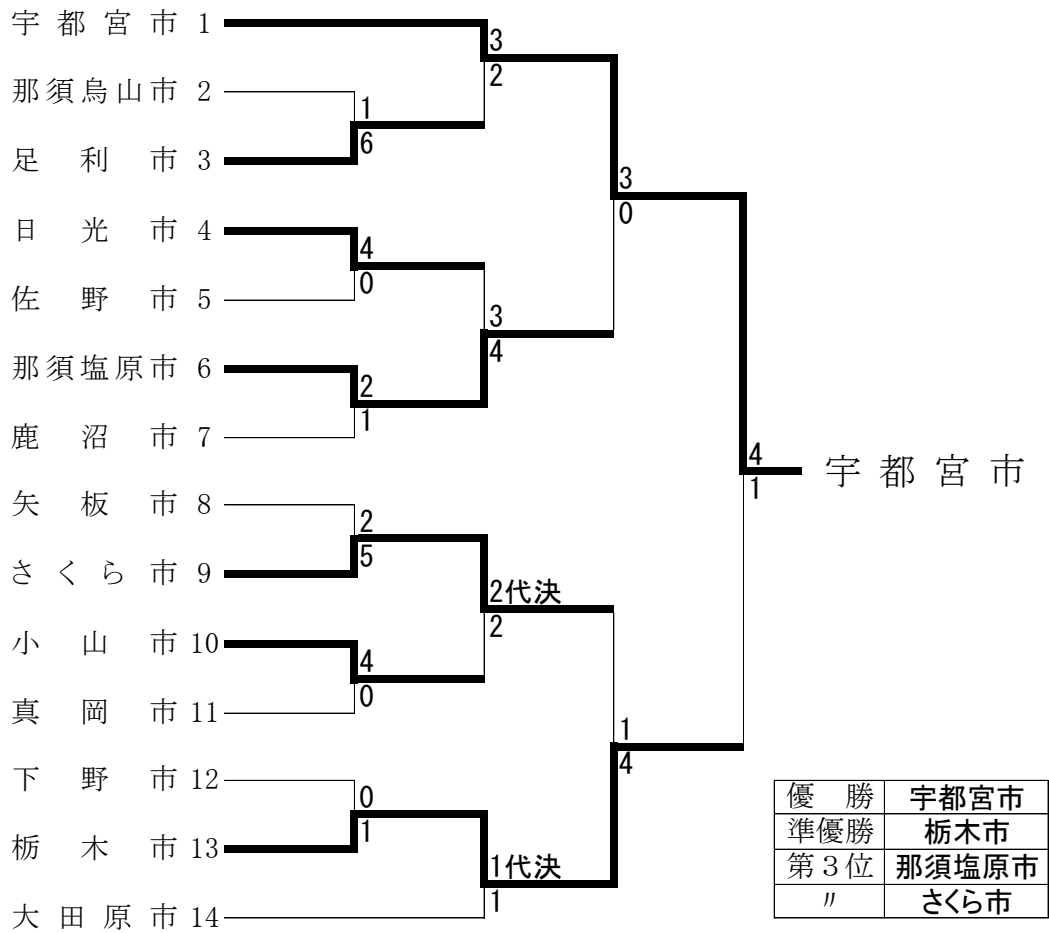 宇都宮市 1
3
2
那須烏山市 2
1
6
足利市 3
3
0
日光市 4
4
0
佐野市 5
3
4
那須塩原市 6
2
1
鹿沼市 7
4
1
宇都宮市
矢板市 8
2
5
さくら市 9
2代決
2
小山市 10
4
0
真岡市 11
1
4
下野市 12
0
1
栃木市 13
1代決
1
大田原市 14
優勝 宇都宮市
準優勝 栃木市
第3位 那須塩原市
〃 さくら市